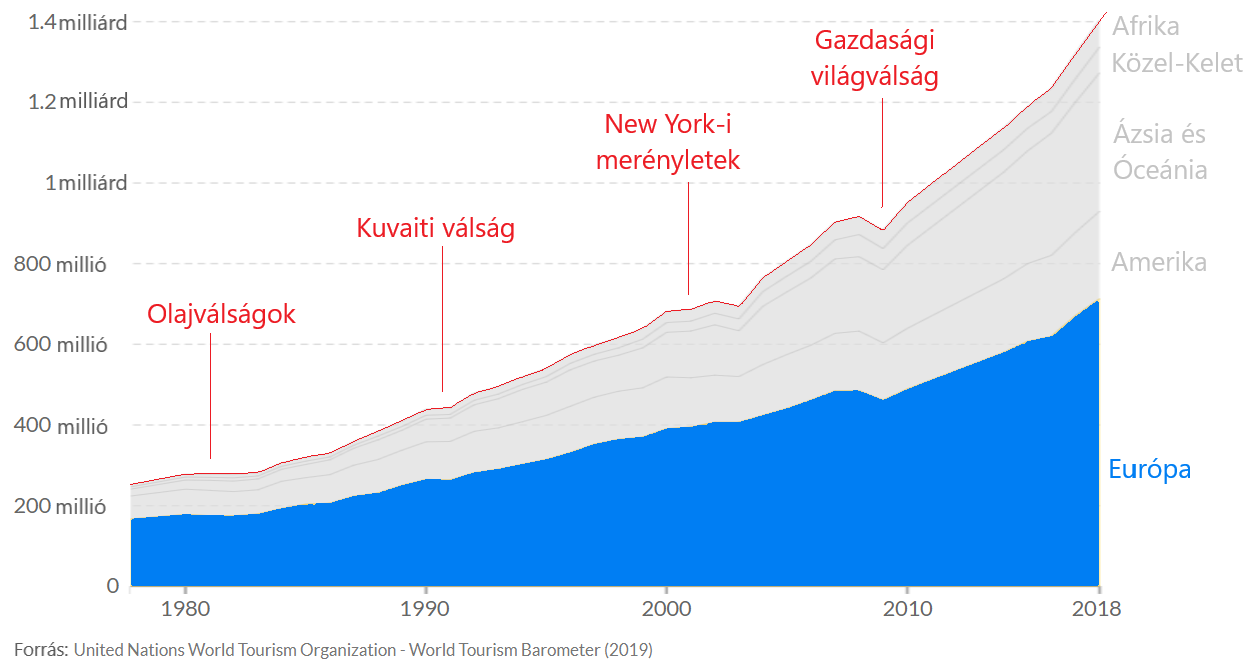 1.4 milliárd
1.2 milliárd
1 milliárd
800 millió
600 millió
400 millió
200 millió
0
Olajválságok
Kuvaiti válság
New York-i
merényletek
Gazdasági
világválság
Afrika
Közel-Kelet
Ázsia és
Óceánia
Amerika
Európa
1980
1990
2000
2010
2018
Forrás: United Nations World Tourism Organization - World Tourism Barometer (2019)